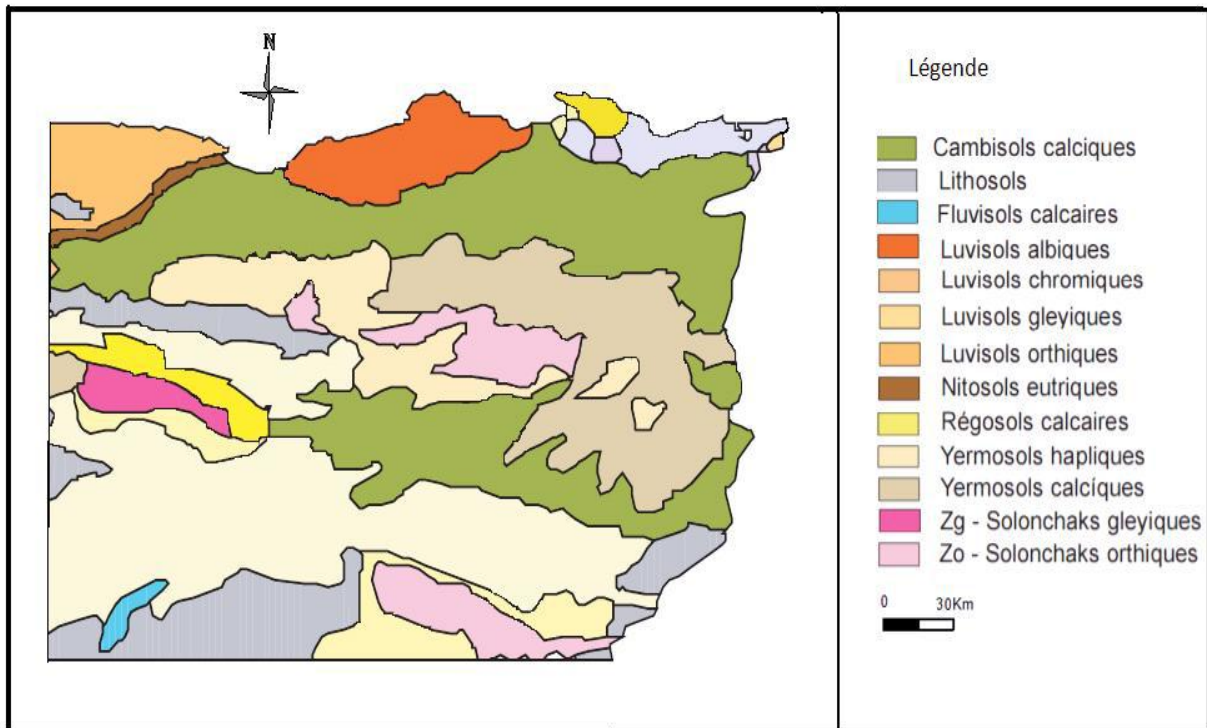 N
Légende
Cambisols calciques
Lithosols
Fluvisols calcaires
Luvisols albiques
Luvisols chromiques
Luvisols gleyiques
Luvisols orthiques
Nitosols eutriques
Régosols calcaires
Yermosols hapliques
Yermosols calcíques
Zg - Solonchaks gleyiques
Zo - Solonchaks orthiques
0 30Km